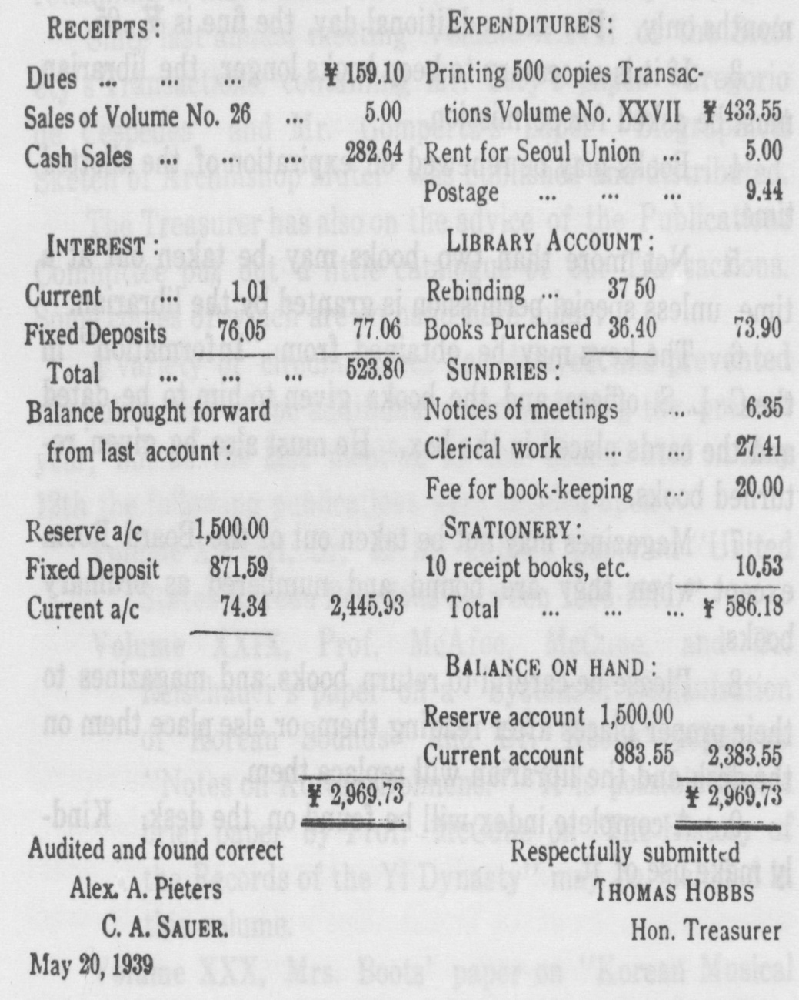 RECEIPTS :
Dues ... ... ... ... ¥ 159.10
Sales of Volume No. 26 ... 5.00
Cash Sales ... ... ... 282.64
INTEREST :
Current ... 1.01
Fixed Deposits 76.05 77.06
Total ... ... ... 523.80
Balance brought forward
from last account :
Reserve a/c 1,500.00
Fixed Deposit 871.59
Current a/c 74.34 2,445.93
¥ 2,969.73
Audited and found correct
Alex. A. Pieters
C. A. SAUER.
May 20, 1939
EXPENDITURES :
Printing 500 copies Transac-
tions Volume No. XXVII ¥ 433.55
Rent for Seoul Union ... 5.00
Postage ... ... ... 9.44
LIBRARY ACCOUNT :
Rebinding ... 37 50
Books Purchased 36.40 73.90
SUNDRIES :
Notices of meetings ... 6.35
Clerical work ... ... 27.41
Fee for book-keeping ... 20.00
STATIONERY :
10 receipt books, etc. 10.53
Total ... ... ... ¥ 586.18
BALANCE ON HAND :
Reserve account 1,500.00
Current account 883.55 2,383.55
¥ 2,969.73
Respectfully submitted
THOMAS HOBBS
Hon. Treasurer